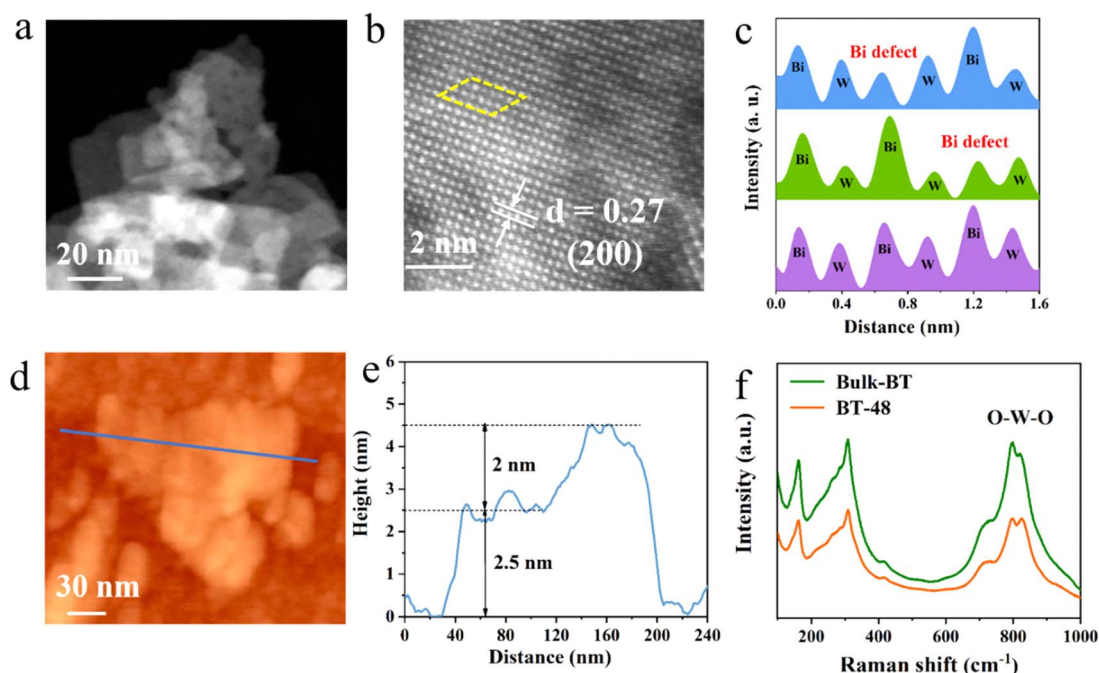 a
20 nm
b
d = 0.27
(200)
2 nm
c
Intensity (a. u.)
Bi
W
Bi defect
W
Bi
W
Bi
W
Bi
W
Bi defect
W
Bi
W
Bi
W
Bi
W
0.0 0.4 0.8 1.2 1.6
Distance (nm)
d
30 nm
e
Height (nm)
6
5
4
3
2
1
0
2 nm
2.5 nm
0 40 80 120 160 200 240
Distance (nm)
f
Intensity (a.u.)
Bulk-BT
BT-48
O-W-O
200 400 600 800 1000
Raman shift (cm⁻¹)